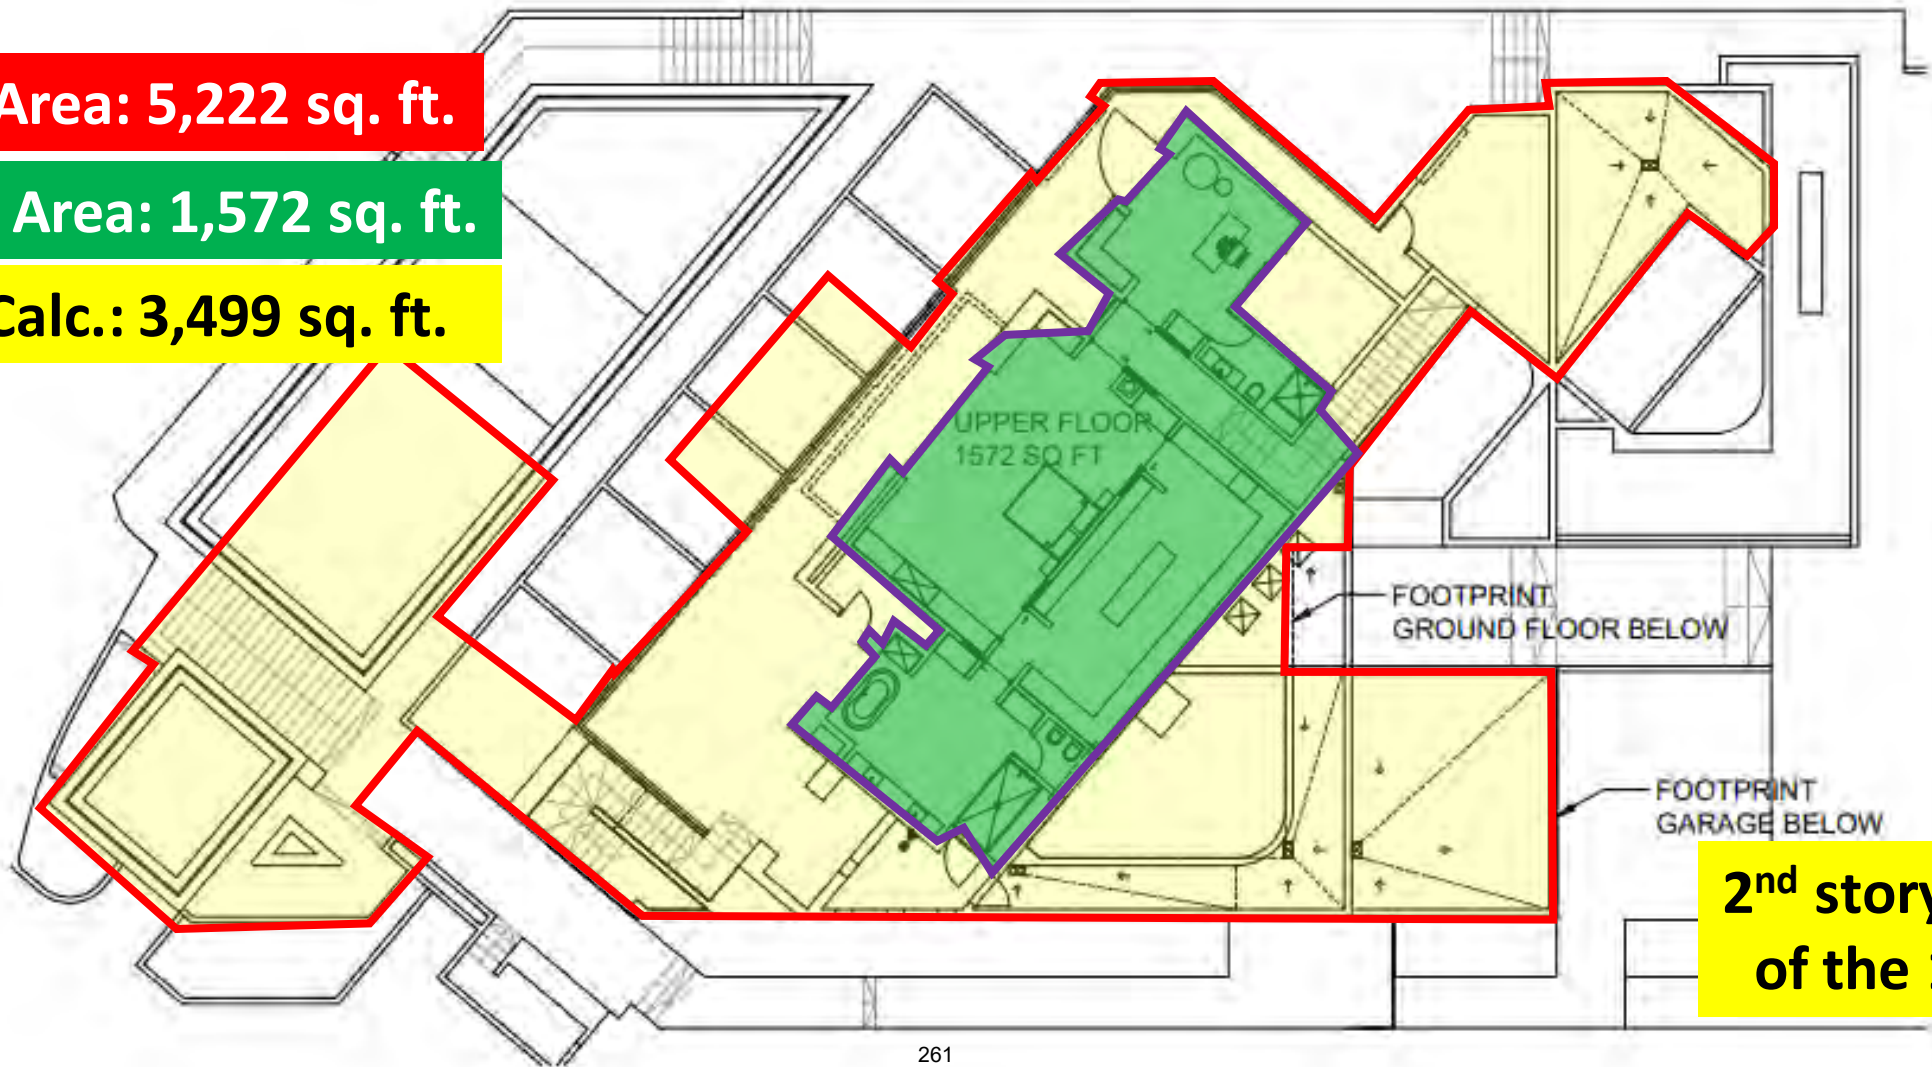 Area: 5,222 sq. ft.
Area: 1,572 sq. ft.
Calc.: 3,499 sq. ft.
UPPER FLOOR
1572 SQ FT
FOOTPRINT
GROUND FLOOR BELOW
FOOTPRINT
GARAGE BELOW
2nd story
of the
261